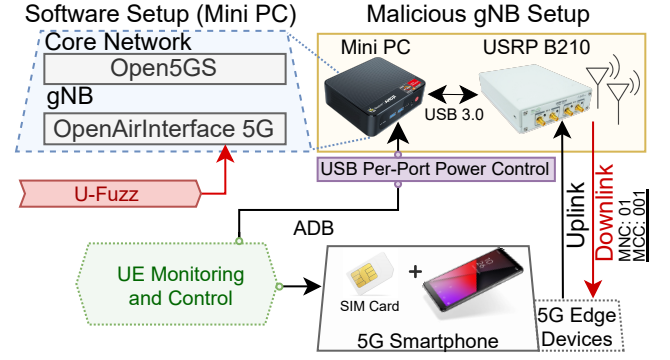 Software Setup (Mini PC)
Malicious gNB Setup
Core Network
Open5GS
gNB
OpenAirInterface 5G
Mini PC
USRP B210
USB 3.0
USB Per-Port Power Control
U-Fuzz
ADB
Uplink
Downlink
MNC: 01
MCC: 001
UE Monitoring
and Control
SIM Card
+
5G Smartphone
5G Edge
Devices